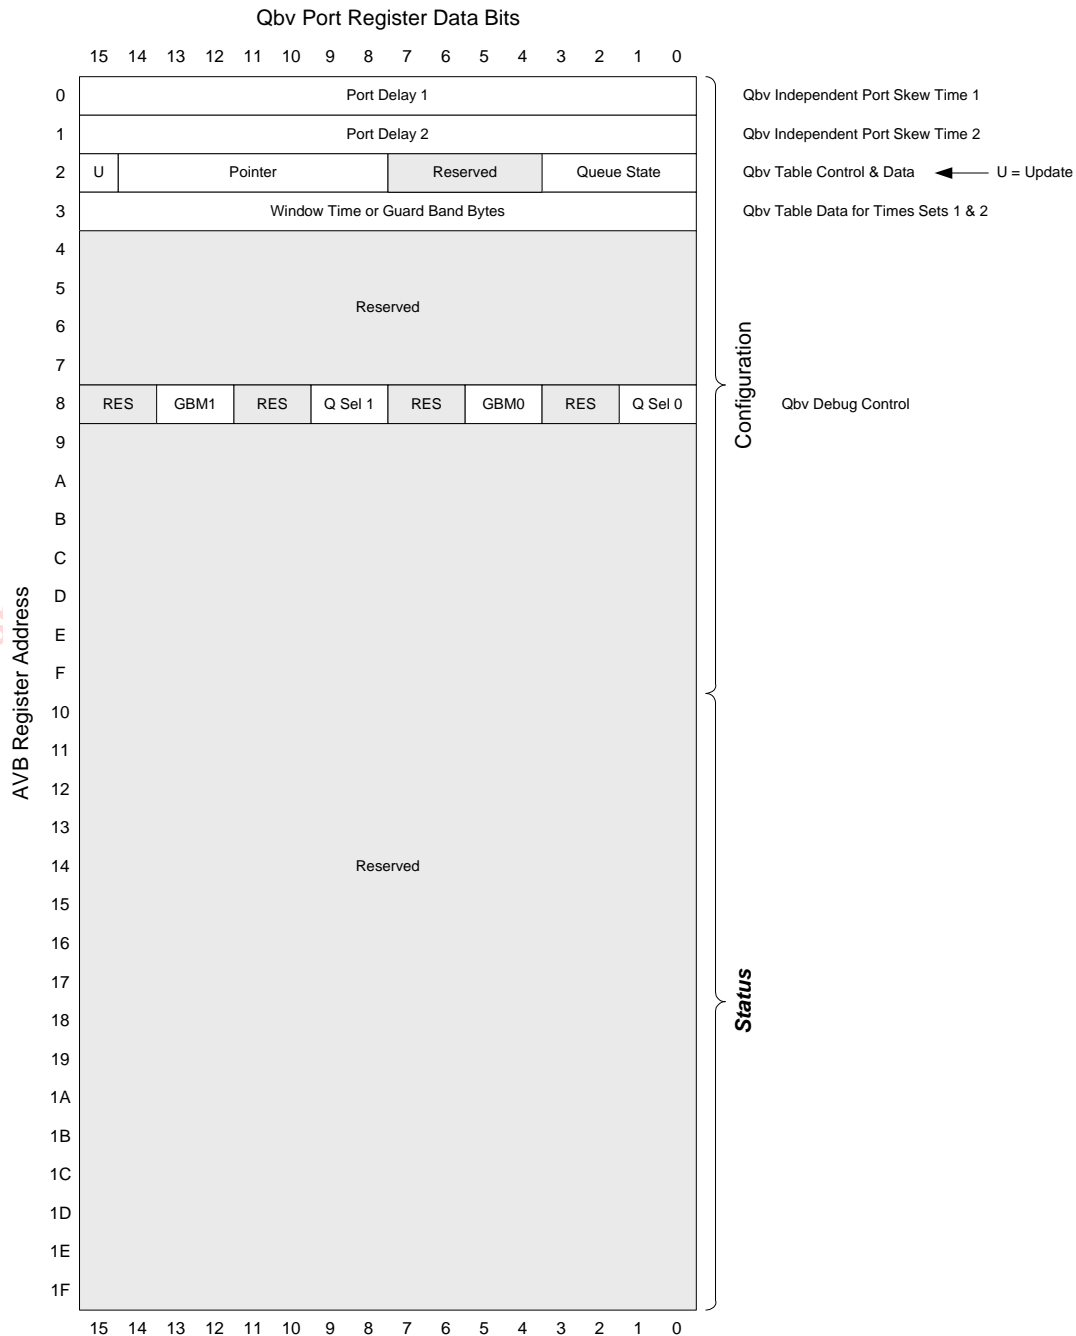 Qbv Port Register Data Bits
15 14 13 12 11 10 9 8 7 6 5 4 3 2 1 0
0 Port Delay 1 Qbv Independent Port Skew Time 1
1 Port Delay 2 Qbv Independent Port Skew Time 2
2 U Pointer Reserved Queue State Qbv Table Control & Data U = Update
3 Window Time or Guard Band Bytes Qbv Table Data for Times Sets 1 & 2
4
5
Reserved
6
7
Configuration
8 RES GBM1 RES Q Sel 1 RES GBM0 RES Q Sel 0 Qbv Debug Control
9
A
B
C
D
E
F
AVB Register Address
10
11
12
13
14 Reserved
15
16
17
Status
18
19
1A
1B
1C
1D
1E
1F
15 14 13 12 11 10 9 8 7 6 5 4 3 2 1 0